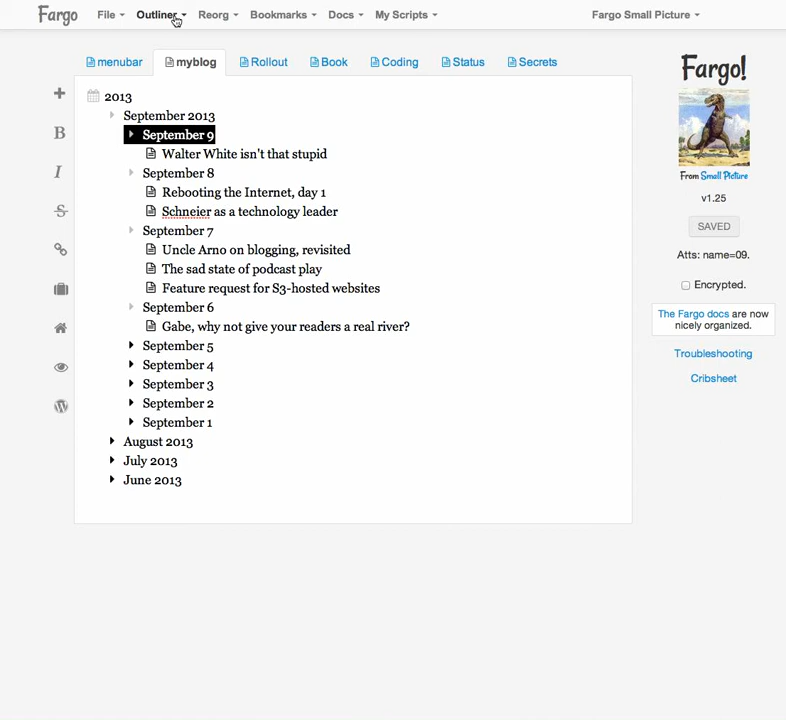 Fargo File Outliner Reorg Bookmarks Docs My Scripts Fargo Small Picture
menubar myblog Rollout Book Coding Status Secrets
2013
September 2013
September 9
Walter White isn't that stupid
September 8
Rebooting the Internet, day 1
Schneier as a technology leader
September 7
Uncle Arno on blogging, revisited
The sad state of podcast play
Feature request for S3-hosted websites
September 6
Gabe, why not give your readers a real river?
September 5
September 4
September 3
September 2
September 1
August 2013
July 2013
June 2013
B
I
S
Fargo!
From Small Picture
v1.25
SAVED
Atts: name=09.
Encrypted.
The Fargo docs are now
nicely organized.
Troubleshooting
Cribsheet